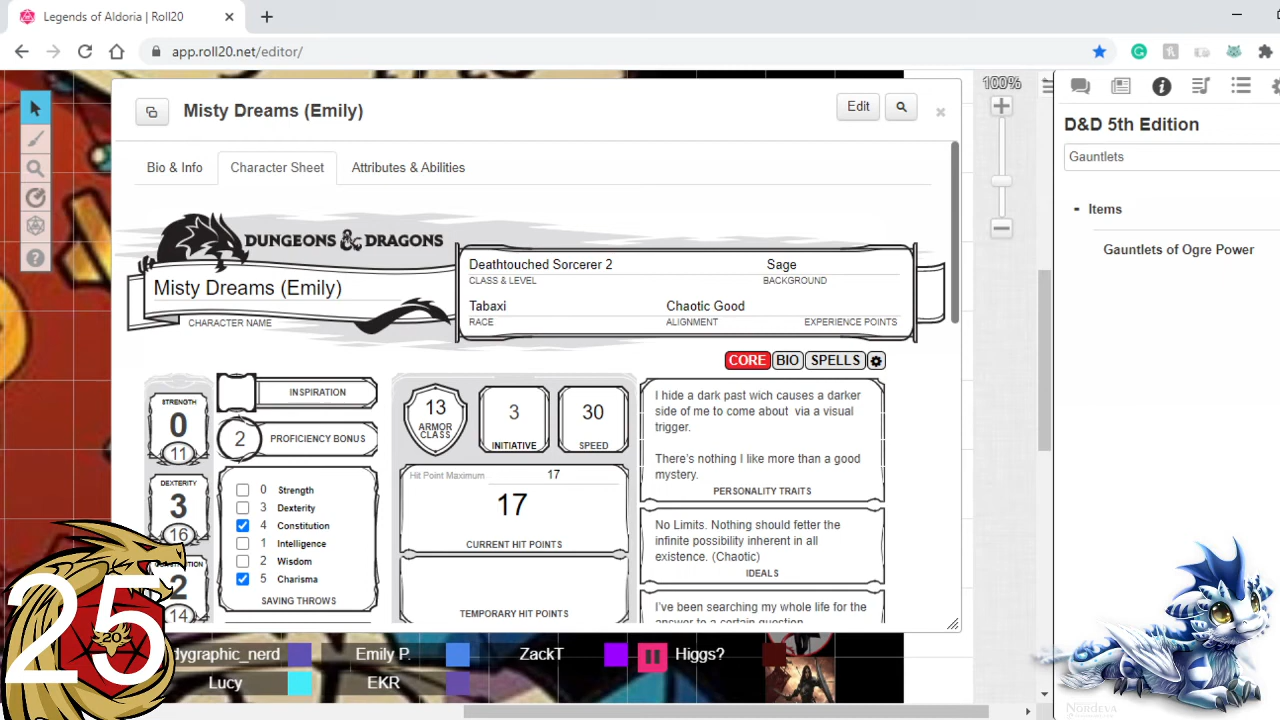 Legends of Aldoria | Roll20
app.roll20.net/editor/
Misty Dreams (Emily)
Edit
Bio & Info
Character Sheet
Attributes & Abilities
DUNGEONS & DRAGONS
Misty Dreams (Emily)
CHARACTER NAME
Deathtouched Sorcerer 2
Sage
CLASS & LEVEL
BACKGROUND
Tabaxi
Chaotic Good
RACE
ALIGNMENT
EXPERIENCE POINTS
CORE
BIO
SPELLS
STRENGTH
0
11
DEXTERITY
3
16
2
14
INSPIRATION
2
PROFICIENCY BONUS
0 Strength
3 Dexterity
4 Constitution
1 Intelligence
2 Wisdom
5 Charisma
SAVING THROWS
13
ARMOR
CLASS
3
INITIATIVE
30
SPEED
Hit Point Maximum 17
17
CURRENT HIT POINTS
TEMPORARY HIT POINTS
I hide a dark past wich causes a darker
side of me to come about via a visual
trigger.
There's nothing I like more than a good
mystery.
PERSONALITY TRAITS
No Limits. Nothing should fetter the
infinite possibility inherent in all
existence. (Chaotic)
IDEALS
I've been searching my whole life for the
answer to a certain question.
100%
D&D 5th Edition
Gauntlets
- Items
Gauntlets of Ogre Power
25
20
dygraphic_nerd
Emily P.
ZackT
Higgs?
Lucy
EKR
NORDEVA